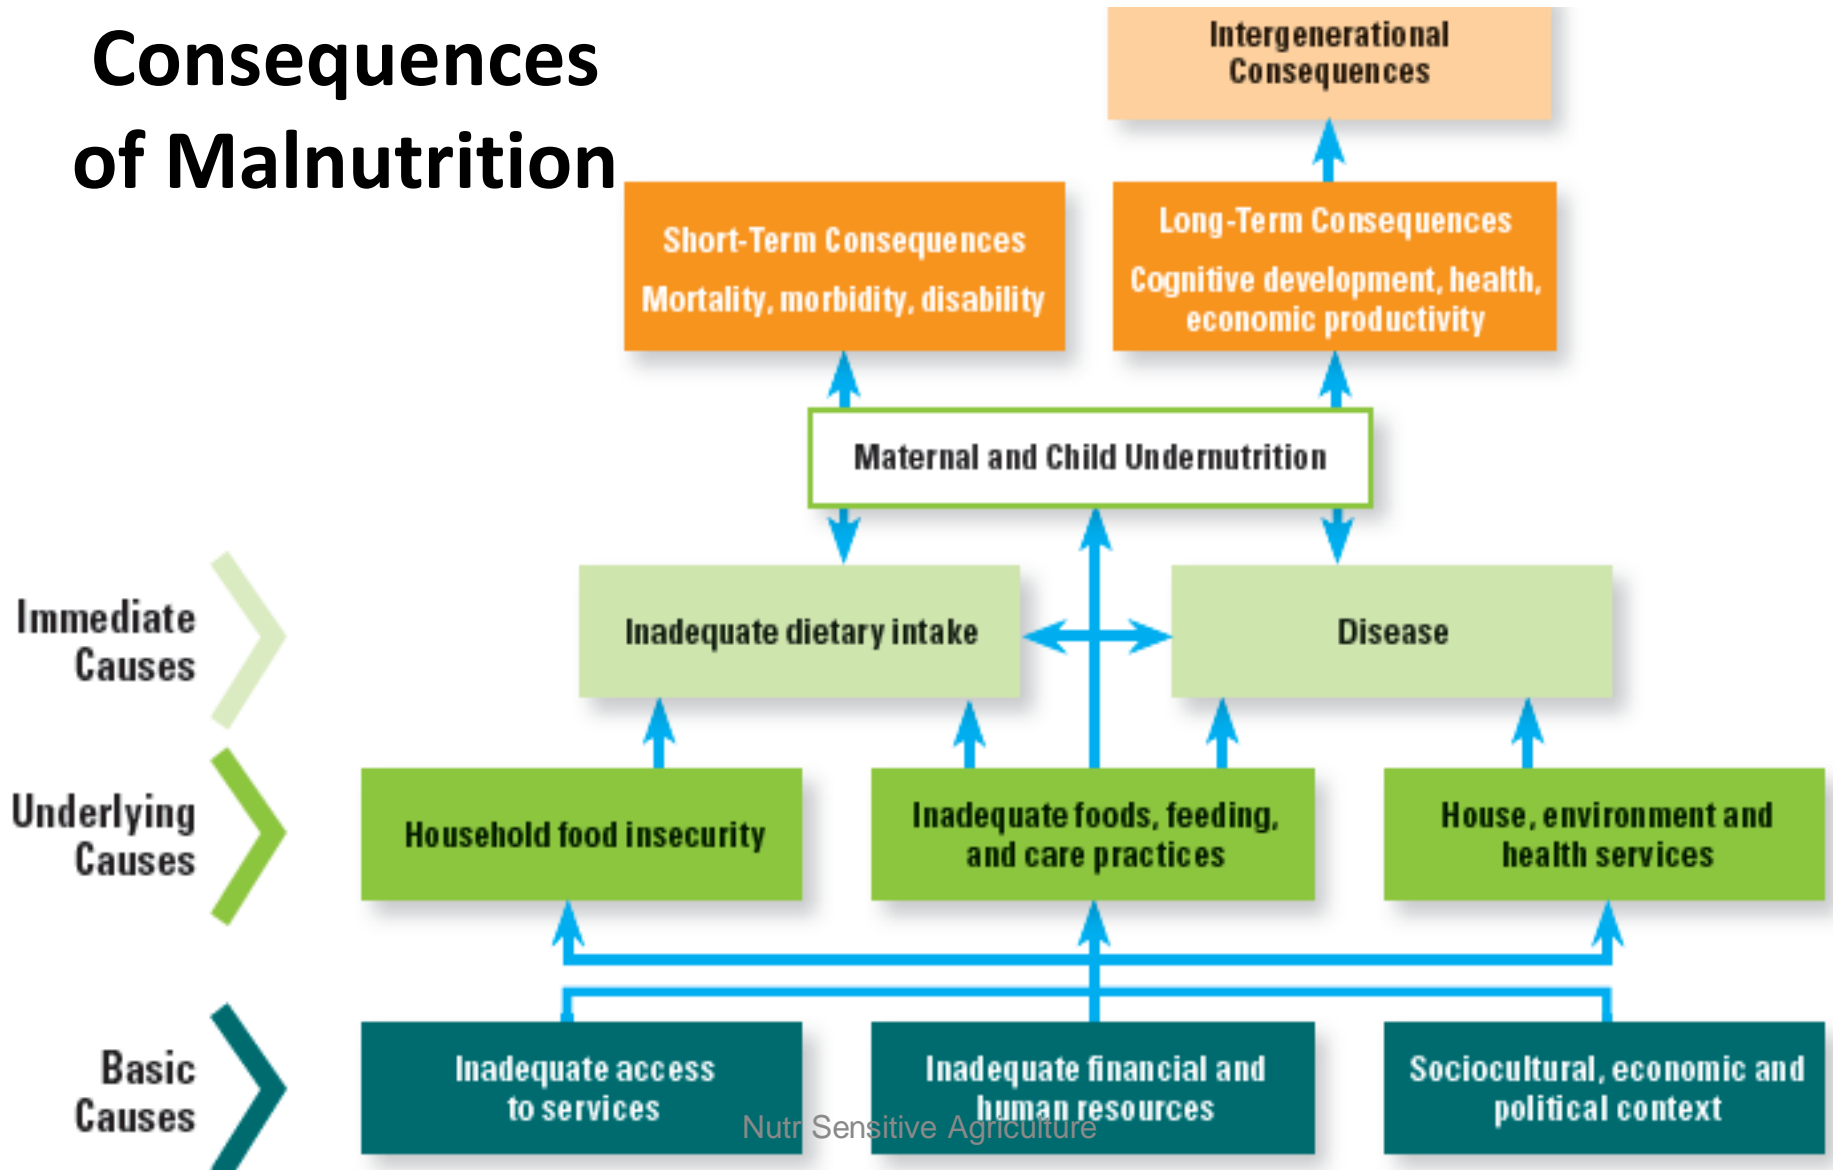 Consequences
of Malnutrition
Intergenerational
Consequences
Short-Term Consequences
Mortality, morbidity, disability
Long-Term Consequences
Cognitive development, health,
economic productivity
Maternal and Child Undernutrition
Immediate
Causes
Inadequate dietary intake
Disease
Underlying
Causes
Household food insecurity
Inadequate foods, feeding,
and care practices
House, environment and
health services
Basic
Causes
Inadequate access
to services
Inadequate financial and
human resources
Sociocultural, economic and
political context
Nutr Sensitive Agriculture